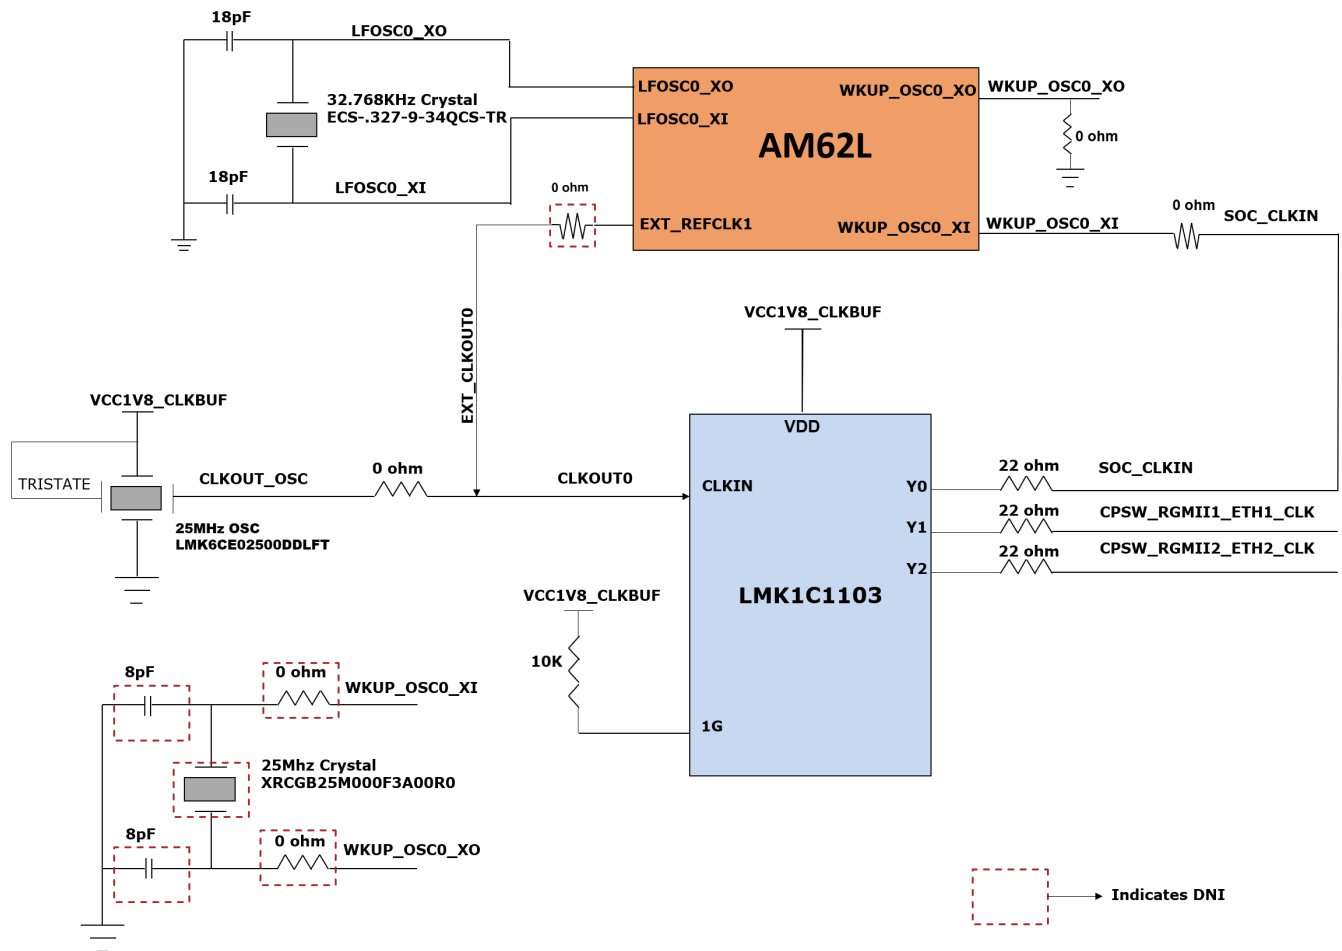 18pF
LFOSC0_XO
32.768KHz Crystal
ECS-.327-9-34QCS-TR
18pF
LFOSC0_XI
LFOSC0_XO
LFOSC0_XI
AM62L
WKUP_OSC0_XO
WKUP_OSC0_XO
0 ohm
0 ohm
EXT_REFCLK1
WKUP_OSC0_XI
WKUP_OSC0_XI
0 ohm
SOC_CLKIN
EXT_CLKOUT0
VCC1V8_CLKBUF
VDD
VCC1V8_CLKBUF
TRISTATE
CLKOUT_OSC
0 ohm
CLKOUT0
CLKIN
25MHz OSC
LMK6CE02500DDLFT
Y0
22 ohm
SOC_CLKIN
Y1
22 ohm
CPSW_RGMII1_ETH1_CLK
Y2
22 ohm
CPSW_RGMII2_ETH2_CLK
LMK1C1103
VCC1V8_CLKBUF
10K
1G
8pF
0 ohm
WKUP_OSC0_XI
25Mhz Crystal
XRCGB25M000F3A00R0
8pF
0 ohm
WKUP_OSC0_XO
Indicates DNI